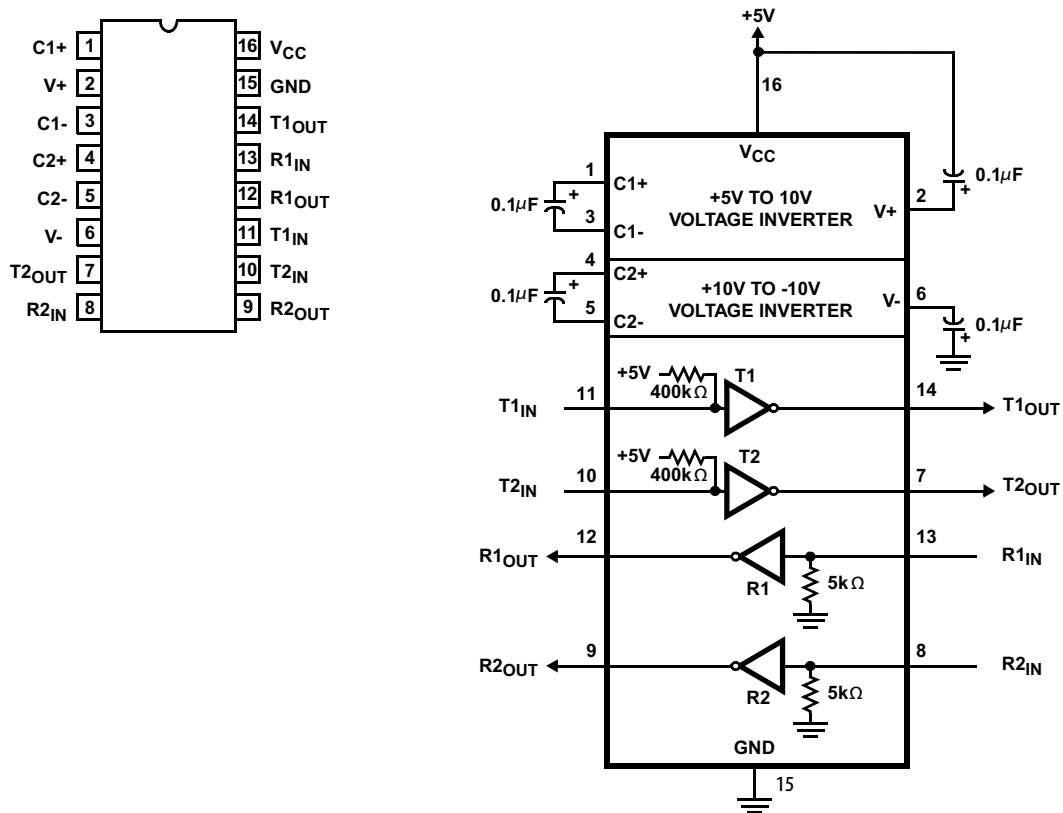 C1+ 1 16 VCC
V+ 2 15 GND
C1- 3 14 T1OUT
C2+ 4 13 R1IN
C2- 5 12 R1OUT
V- 6 11 T1IN
T2OUT 7 10 T2IN
R2IN 8 9 R2OUT
+5V
16
VCC
1 C1+
0.1μF +
3 C1-
+5V TO 10V
VOLTAGE INVERTER
V+ 2
+ 0.1μF
4 C2+
0.1μF +
5 C2-
+10V TO -10V
VOLTAGE INVERTER
V- 6
+ 0.1μF
+5V
400kΩ
T1
T1IN 11 14 T1OUT
+5V
400kΩ
T2
T2IN 10 7 T2OUT
R1OUT 12 13 R1IN
R1 5kΩ
R2OUT 9 8 R2IN
R2 5kΩ
GND
15